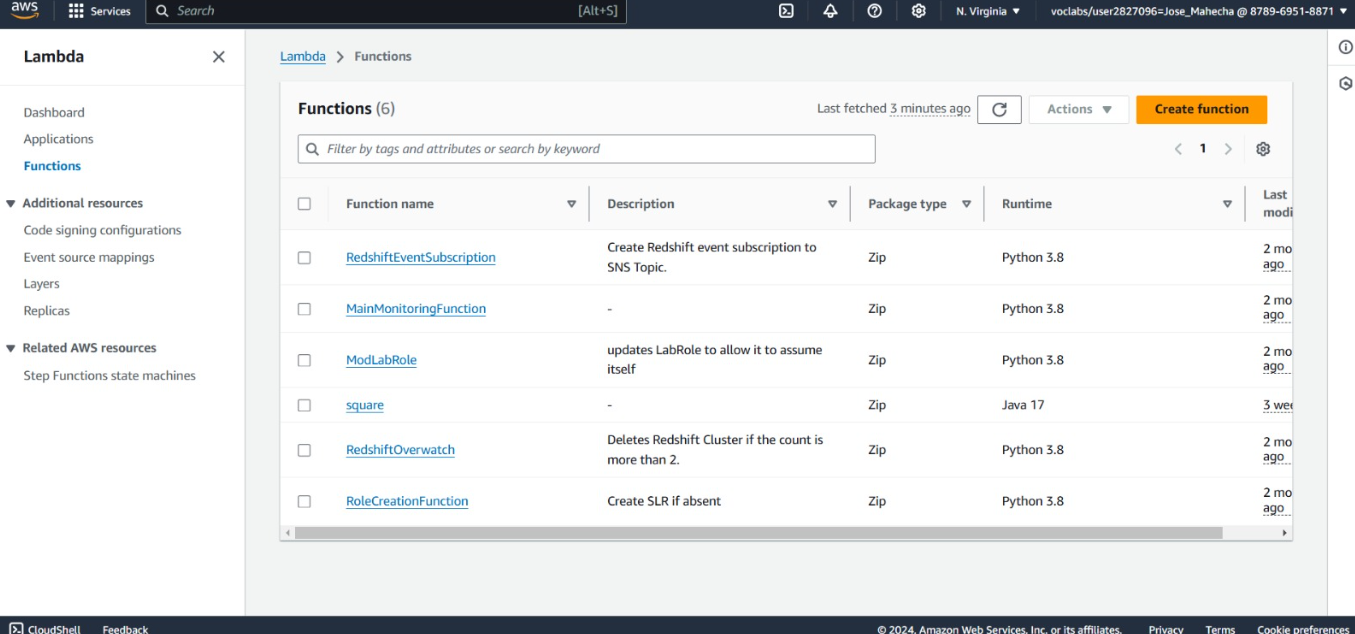 aws
Services
Search
[Alt+S]
N. Virginia
voclabs/user2827096=Jose_Mahecha @ 8789-6951-8871
Lambda
Dashboard
Applications
Functions
Additional resources
Code signing configurations
Event source mappings
Layers
Replicas
Related AWS resources
Step Functions state machines
Lambda > Functions
Functions (6)
Last fetched 3 minutes ago
Actions
Create function
Filter by tags and attributes or search by keyword
1
Function name
Description
Package type
Runtime
Last
modi
RedshiftEventSubscription
Create Redshift event subscription to
SNS Topic.
Zip
Python 3.8
2 mo
ago
MainMonitoringFunction
-
Zip
Python 3.8
2 mo
ago
ModLabRole
updates LabRole to allow it to assume
itself
Zip
Python 3.8
2 mo
ago
square
-
Zip
Java 17
3 wee
RedshiftOverwatch
Deletes Redshift Cluster if the count is
more than 2.
Zip
Python 3.8
2 mo
ago
RoleCreationFunction
Create SLR if absent
Zip
Python 3.8
2 mo
ago
CloudShell
Feedback
© 2024, Amazon Web Services, Inc. or its affiliates.
Privacy
Terms
Cookie preferences